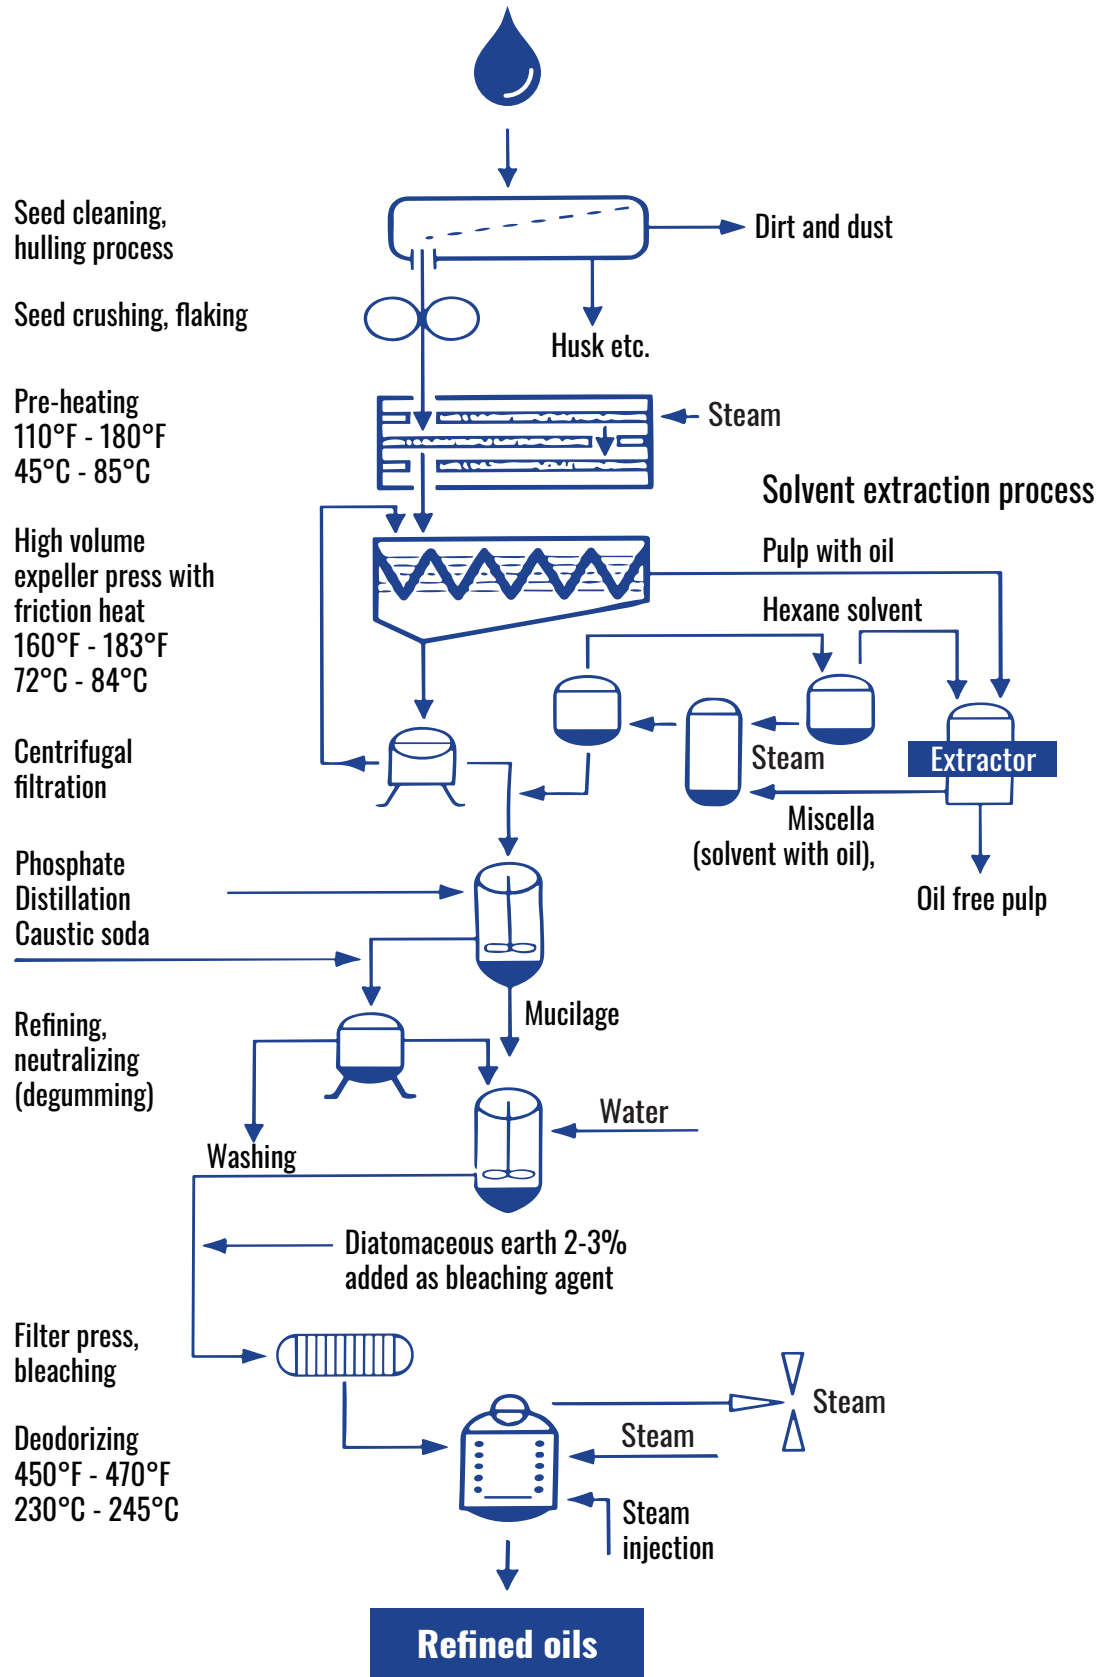 Seed cleaning,
hulling process
Dirt and dust
Seed crushing, flaking
Husk etc.
Pre-heating
110°F - 180°F
45°C - 85°C
Steam
Solvent extraction process
High volume
expeller press with
friction heat
160°F - 183°F
72°C - 84°C
Pulp with oil
Hexane solvent
Centrifugal
filtration
Steam
Extractor
Miscella
(solvent with oil),
Oil free pulp
Phosphate
Distillation
Caustic soda
Mucilage
Refining,
neutralizing
(degumming)
Water
Washing
Diatomaceous earth 2-3%
added as bleaching agent
Filter press,
bleaching
Steam
Deodorizing
450°F - 470°F
230°C - 245°C
Steam
Steam
injection
Refined oils